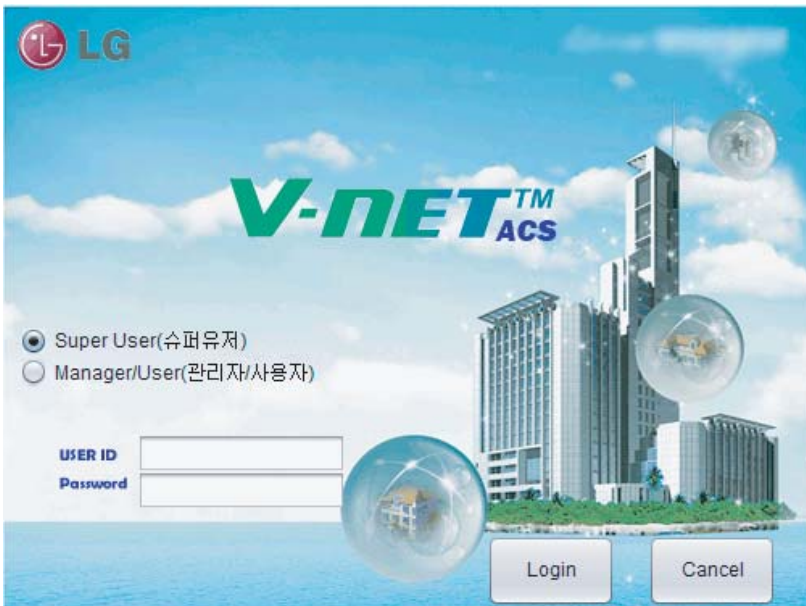 LG
V-NET™
ACS
Super User(슈퍼유저)
Manager/User(관리자/사용자)
USER ID
Password
Login
Cancel